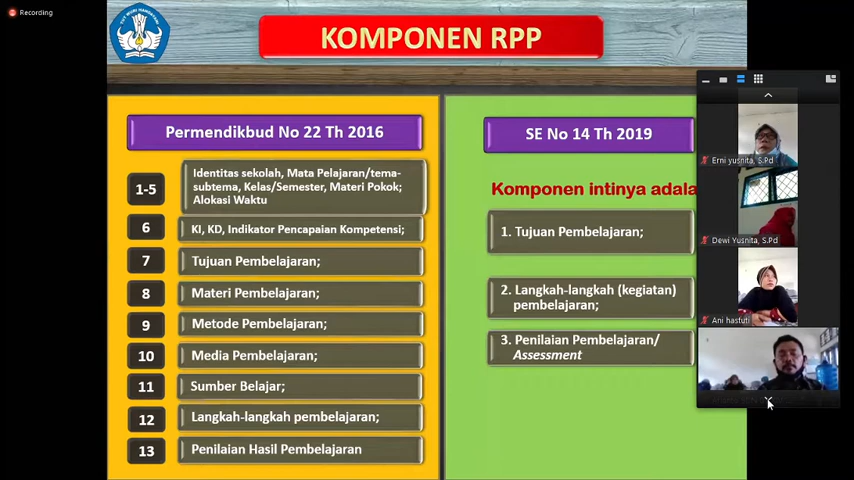 Recording
TUT WURI HANDAYANI
KOMPONEN RPP
Permendikbud No 22 Th 2016
1-5
Identitas sekolah, Mata Pelajaran/tema-
subtema, Kelas/Semester, Materi Pokok;
Alokasi Waktu
6
KI, KD, Indikator Pencapaian Kompetensi;
7
Tujuan Pembelajaran;
8
Materi Pembelajaran;
9
Metode Pembelajaran;
10
Media Pembelajaran;
11
Sumber Belajar;
12
Langkah-langkah pembelajaran;
13
Penilaian Hasil Pembelajaran
SE No 14 Th 2019
Komponen intinya adala
1. Tujuan Pembelajaran;
2. Langkah-langkah (kegiatan)
pembelajaran;
3. Penilaian Pembelajaran/
Assessment
Erni yusnita, S.Pd
Dewi Yusnita, S.Pd
Ani hastuti